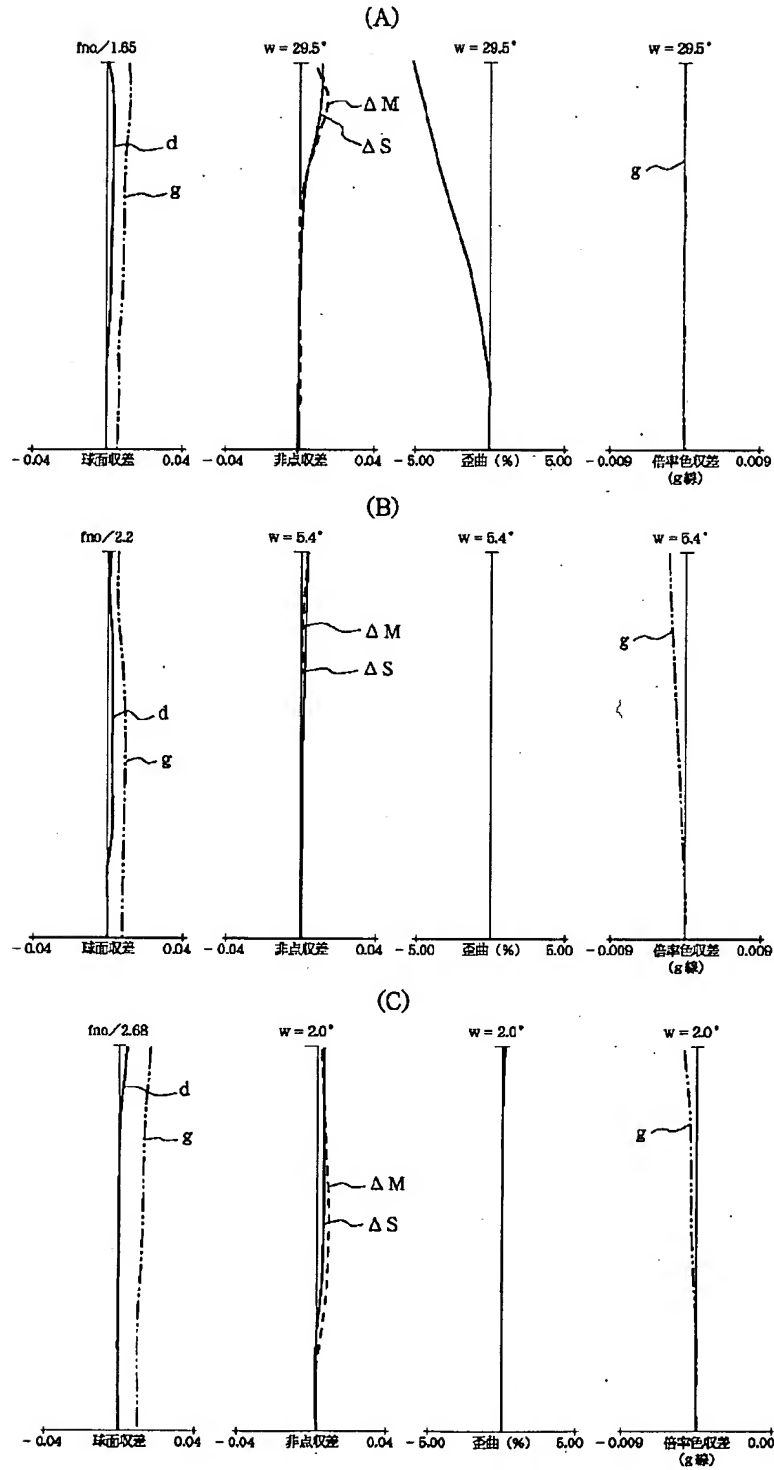 (A)
fno/1.65 w = 29.5° w = 29.5° w = 29.5°
ΔM
d ΔS
g g
-0.04 球面収差 0.04 -0.04 非点収差 0.04 -5.00 歪曲(%) 5.00 -0.009 倍率色収差 0.009
(g線)
(B)
fno/2.2 w = 5.4° w = 5.4° w = 5.4°
ΔM g
ΔS
d
g
-0.04 球面収差 0.04 -0.04 非点収差 0.04 -5.00 歪曲(%) 5.00 -0.009 倍率色収差 0.009
(g線)
(C)
fno/2.68 w = 2.0° w = 2.0° w = 2.0°
d
g g
ΔM
ΔS
-0.04 球面収差 0.04 -0.04 非点収差 0.04 -5.00 歪曲(%) 5.00 -0.009 倍率色収差 0.00
(g線)